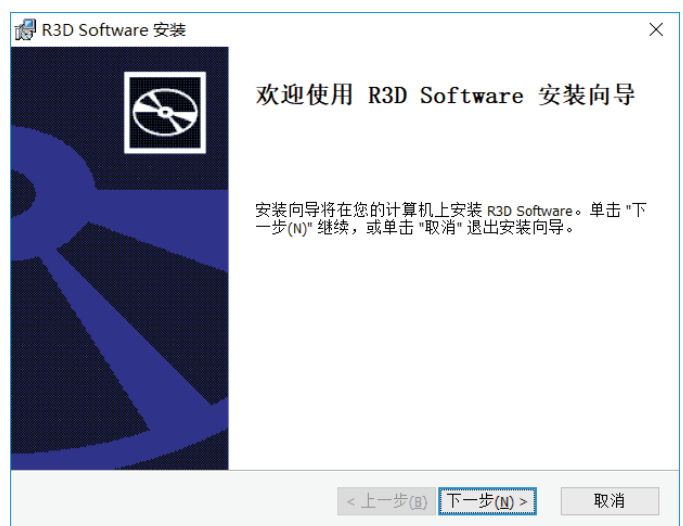 R3D Software 安装
欢迎使用 R3D Software 安装向导
安装向导将在您的计算机上安装 R3D Software。单击 "下
一步(N)" 继续，或单击 "取消" 退出安装向导。
< 上一步(B) 下一步(N) > 取消